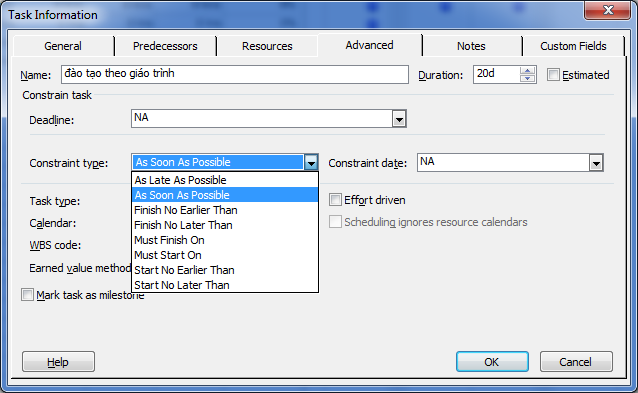 Task Information
General Predecessors Resources Advanced Notes Custom Fields
Name: đào tạo theo giáo trình Duration: 20d Estimated
Constrain task
Deadline: NA
Constraint type: As Soon As Possible Constraint date: NA
As Late As Possible
Task type: As Soon As Possible Effort driven
Finish No Earlier Than
Calendar: Finish No Later Than Scheduling ignores resource calendars
WBS code: Must Finish On
Must Start On
Earned value method Start No Earlier Than
Start No Later Than
Mark task as milestone
Help OK Cancel